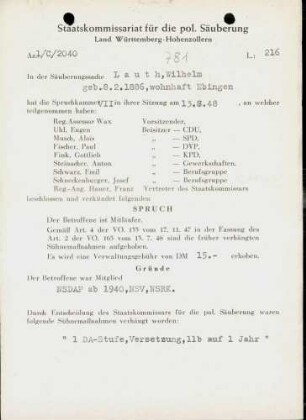 Staatskommissariat für die pol. Säuberung
Land Württemberg-Hohenzollern
Az. L/C/2040 781 L: 216
In der Säuberungssache L a u t h , Wilhelm
geb. 8.2.1886, wohnhaft Ebingen
hat die Spruchkammer VII in ihrer Sitzung am 13.8.48 , an welcher
teilgenommen haben:
Reg.Assessor Wax Vorsitzender,
Uhl, Eugen Beisitzer — CDU,
Mauch, Alois „ — SPD,
Fischer, Paul „ — DVP,
Fink, Gottlieb „ — KPD,
Steinacher, Anton „ — Gewerkschaften,
Schwarz, Emil „ — Berufsgruppe
Schneckenburger, Josef „ — Berufsgruppe
Reg.-Ang. Hauer, Franz Vertreter des Staatskommissars
beschlossen und verkündet folgenden
SPRUCH
Der Betroffene ist Mitläufer.
Gemäß Art. 4 der VO. 133 vom 17. 11. 47 in der Fassung des
Art. 2 der VO. 165 vom 13. 7. 48 sind die früher verhängten
Sühnemaßnahmen aufgehoben.
Es wird eine Verwaltungsgebühr von DM 15.- erhoben.
Gründe
Der Betroffene war Mitglied
NSDAP ab 1940,NSV,NSRK.
Durch Entscheidung des Staatskommissars für die pol. Säuberung waren
folgende Sühnemaßnahmen verhängt worden:
" 1 DA-Stufe,Versetzung,11b auf 1 Jahr "